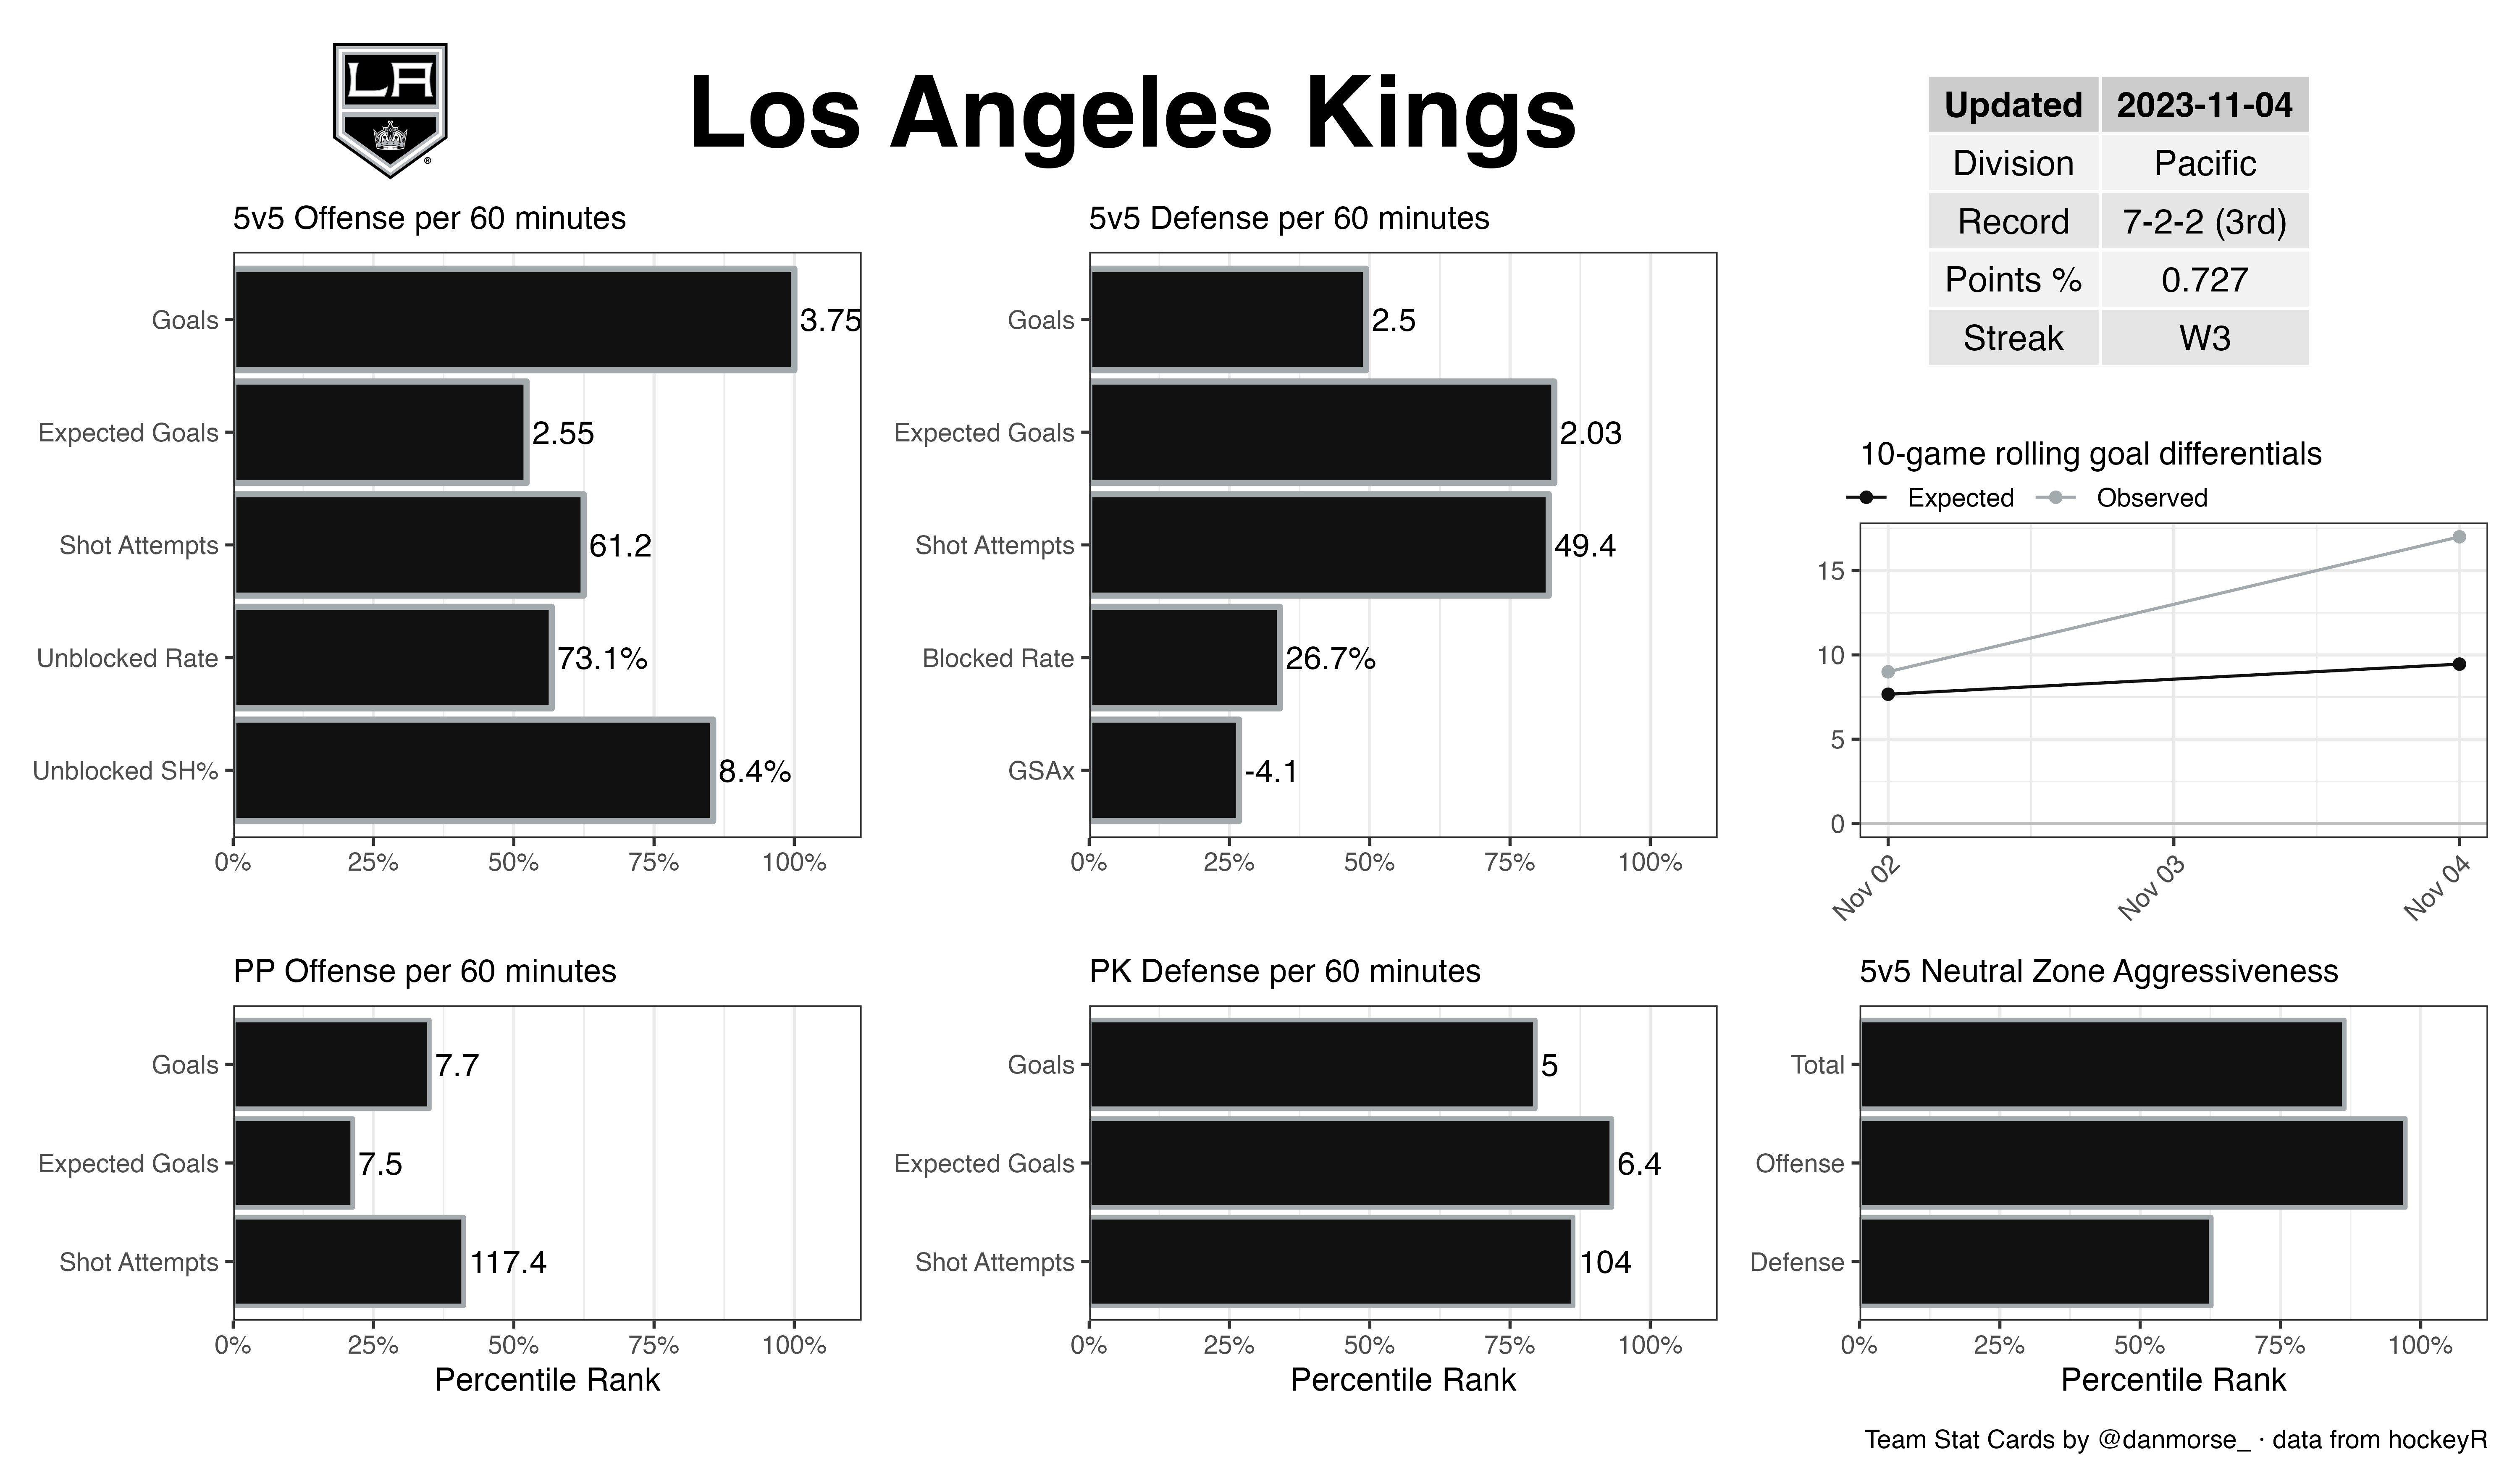 LA
®
Los Angeles Kings
Updated 2023-11-04
Division Pacific
Record 7-2-2 (3rd)
Points % 0.727
Streak W3
5v5 Offense per 60 minutes
Goals 3.75
Expected Goals 2.55
Shot Attempts 61.2
Unblocked Rate 73.1%
Unblocked SH% 8.4%
0% 25% 50% 75% 100%
5v5 Defense per 60 minutes
Goals 2.5
Expected Goals 2.03
Shot Attempts 49.4
Blocked Rate 26.7%
GSAx -4.1
0% 25% 50% 75% 100%
10-game rolling goal differentials
Expected Observed
15
10
5
0
Nov 02 Nov 03 Nov 04
PP Offense per 60 minutes
Goals 7.7
Expected Goals 7.5
Shot Attempts 117.4
0% 25% 50% 75% 100%
Percentile Rank
PK Defense per 60 minutes
Goals 5
Expected Goals 6.4
Shot Attempts 104
0% 25% 50% 75% 100%
Percentile Rank
5v5 Neutral Zone Aggressiveness
Total
Offense
Defense
0% 25% 50% 75% 100%
Percentile Rank
Team Stat Cards by @danmorse_ · data from hockeyR